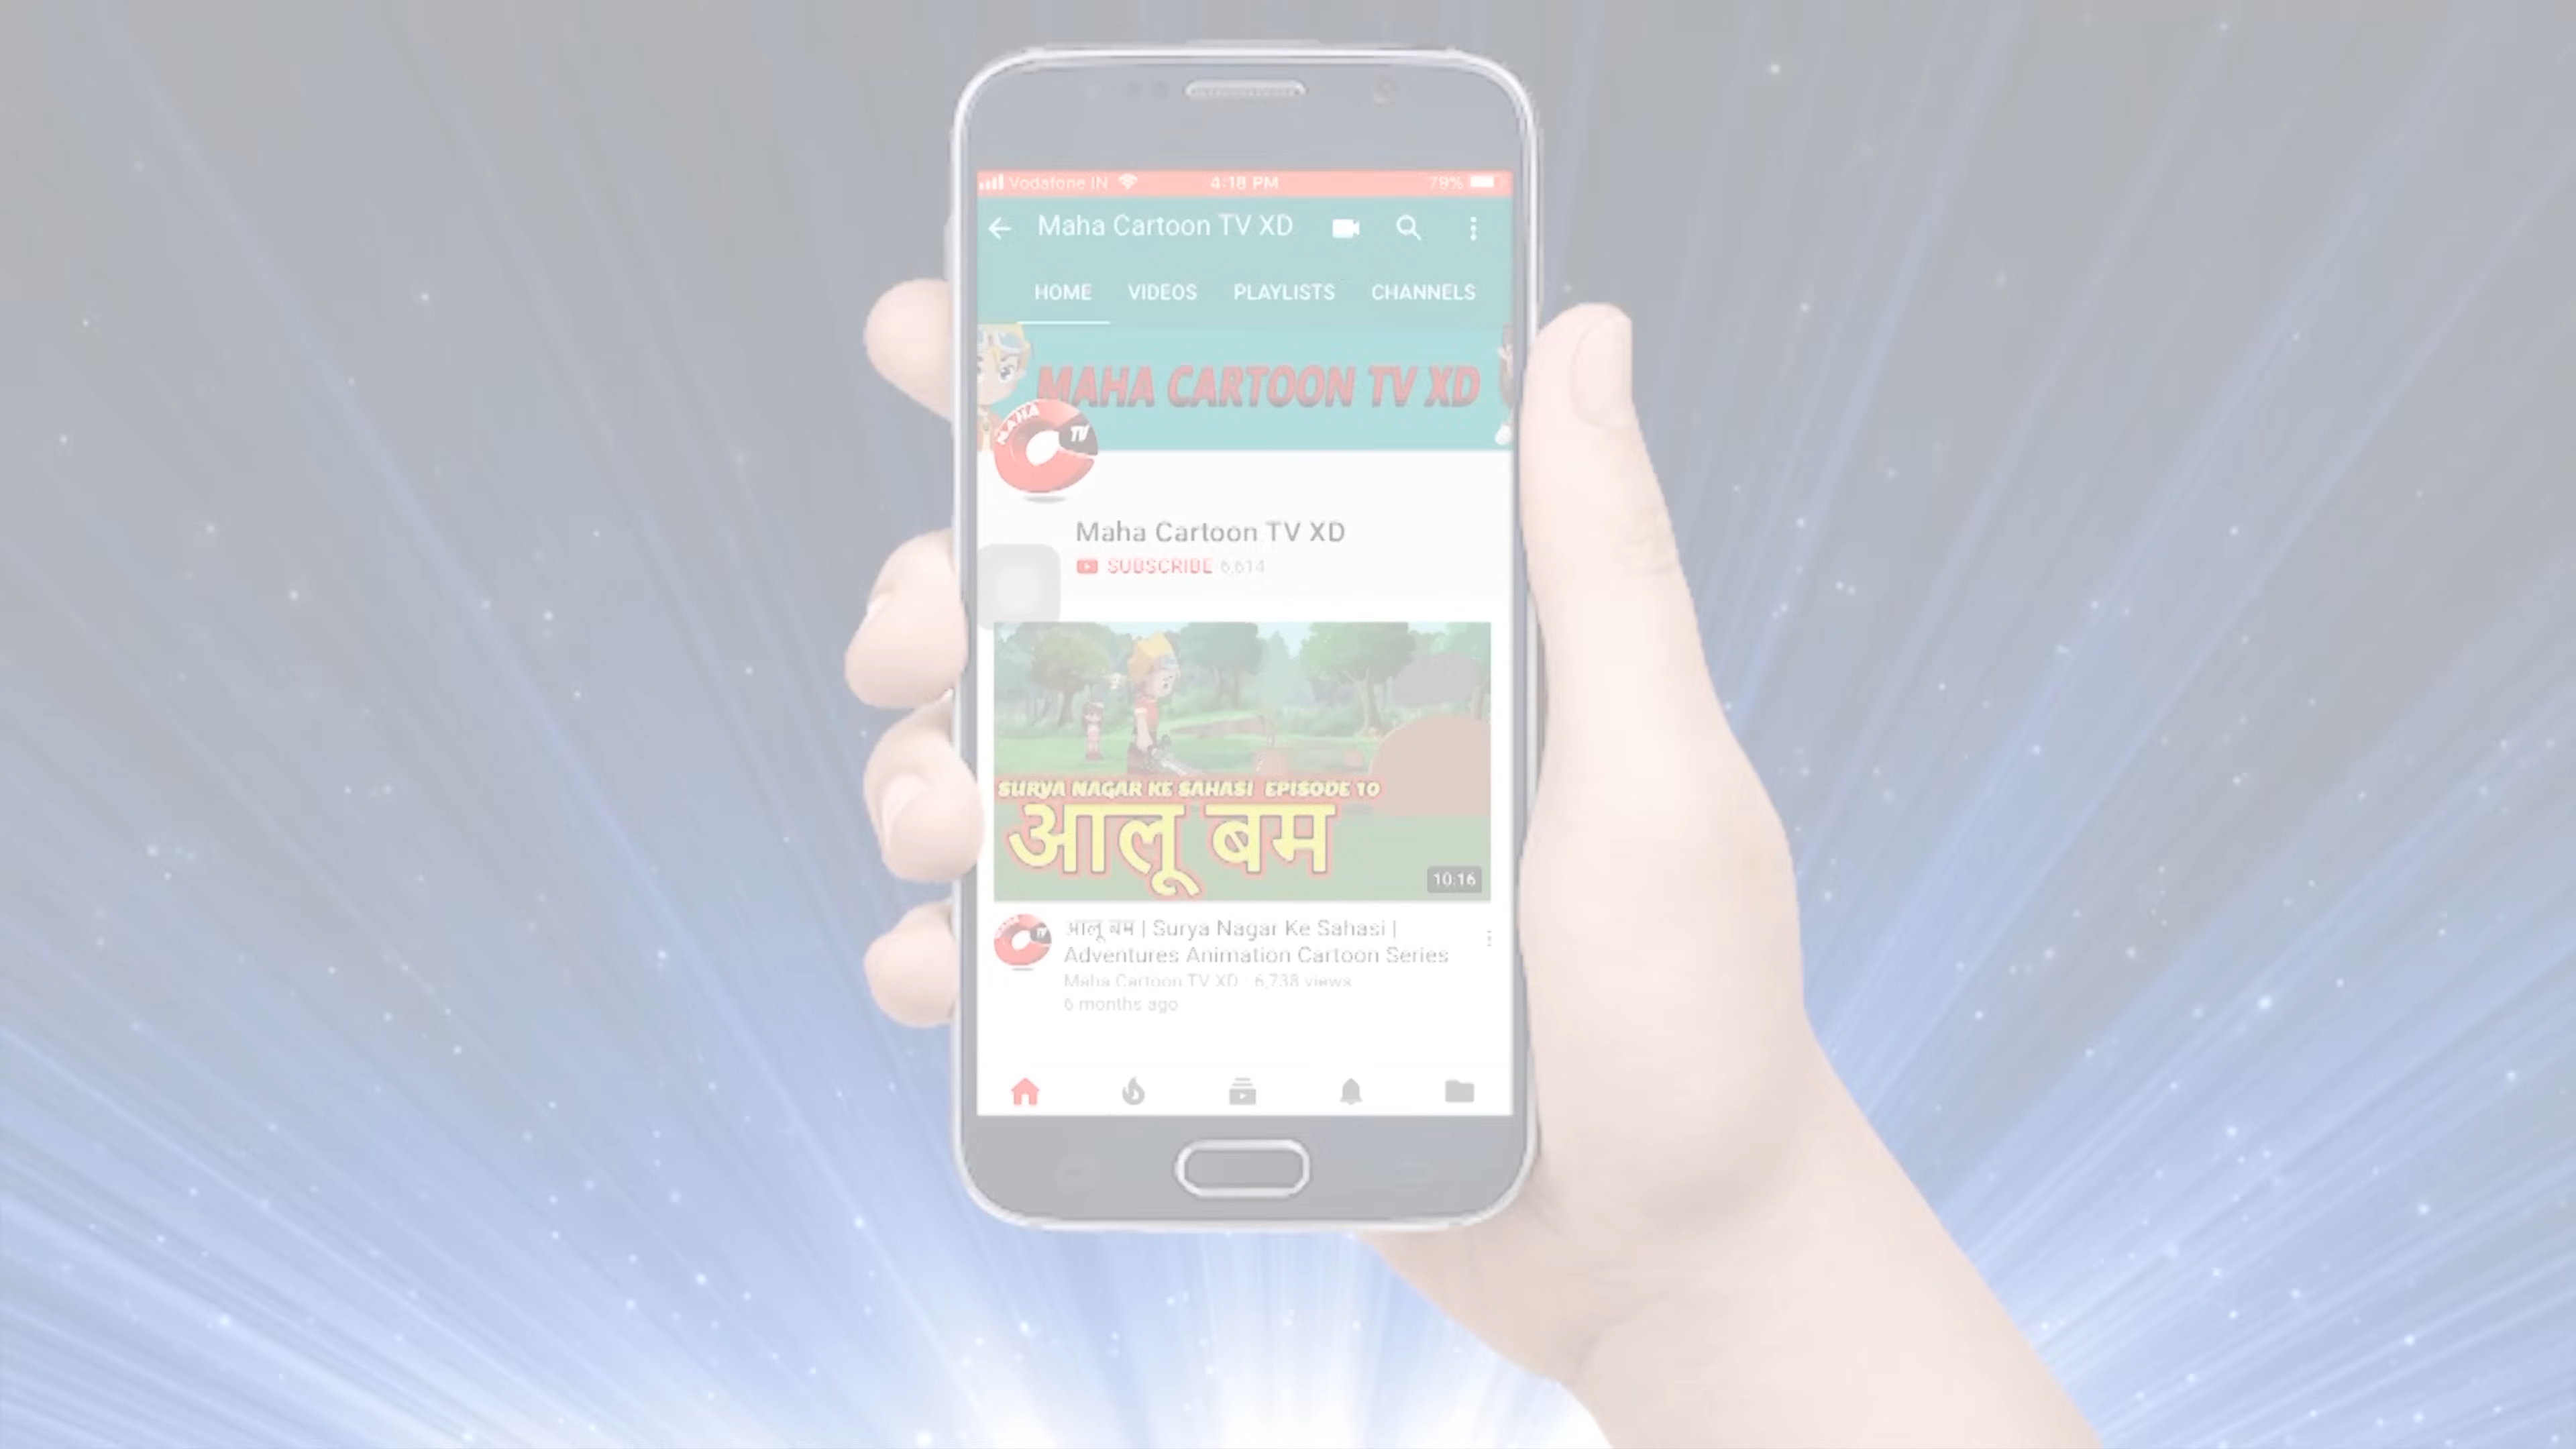 Vodafone IN 4:18 PM 79%
Maha Cartoon TV XD
HOME VIDEOS PLAYLISTS CHANNELS
MAHA CARTOON TV XD
MAHA TV
Maha Cartoon TV XD
SUBSCRIBE 6,614
SURYA NAGAR KE SAHASI EPISODE 10
आलू बम
10:16
आलू बम | Surya Nagar Ke Sahasi |
Adventures Animation Cartoon Series
Maha Cartoon TV XD 6,738 views
6 months ago